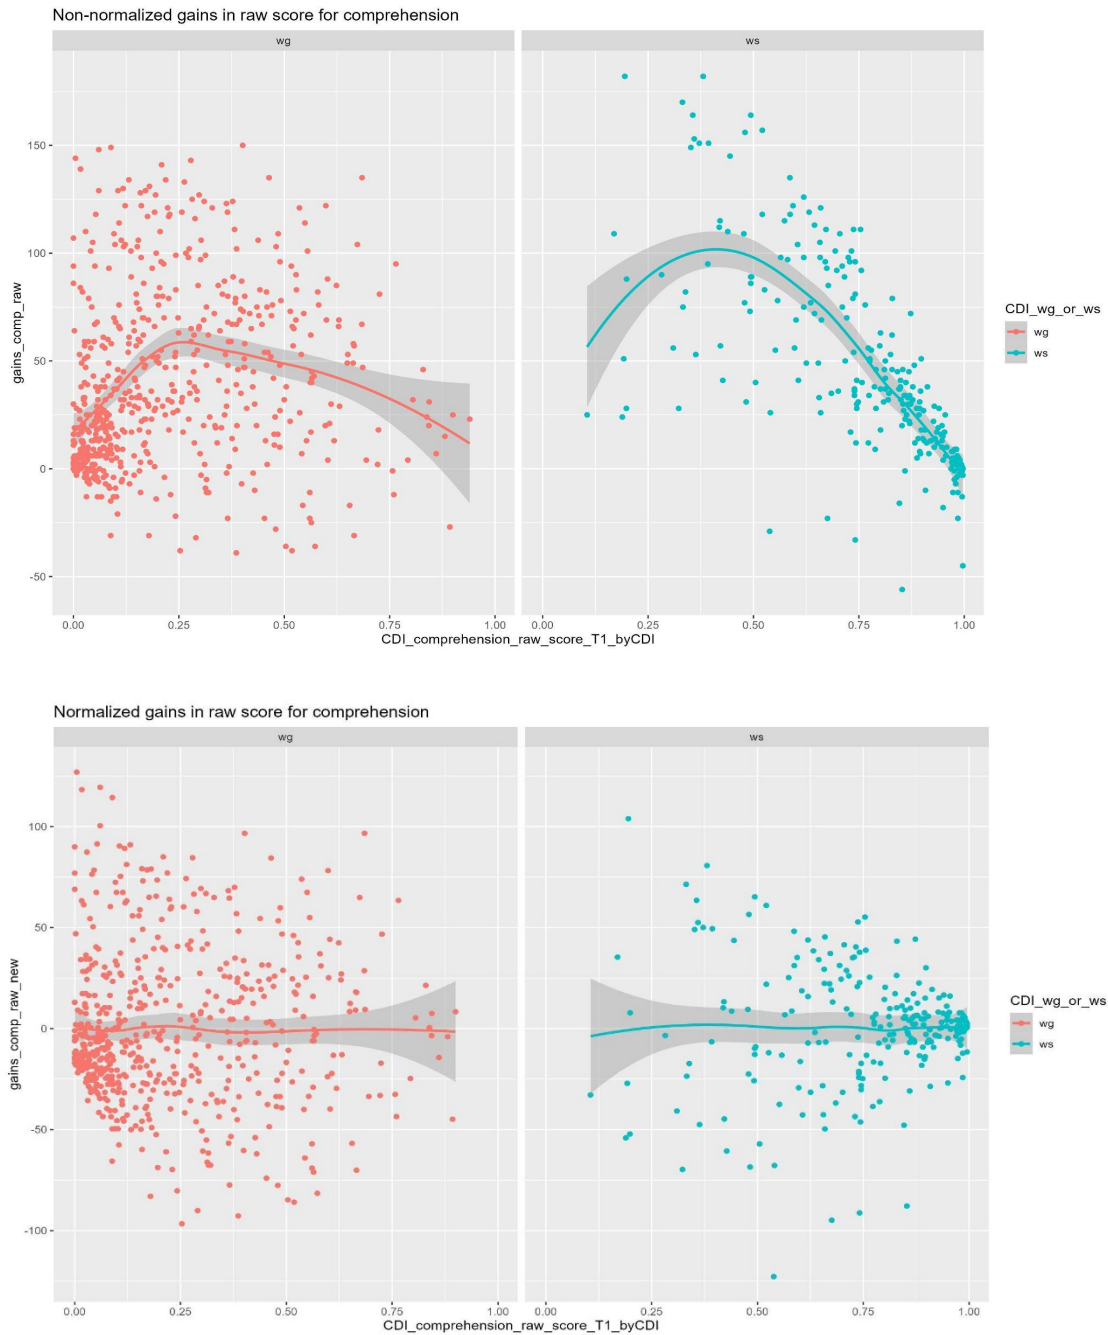 Non-normalized gains in raw score for comprehension
wg
ws
150
100
50
0
-50
gains_comp_raw
0.00 0.25 0.50 0.75 1.00
0.00 0.25 0.50 0.75 1.00
CDI_comprehension_raw_score_T1_byCDI
CDI_wg_or_ws
wg
ws
Normalized gains in raw score for comprehension
wg
ws
100
50
0
-50
-100
gains_comp_raw_new
0.00 0.25 0.50 0.75 1.00
0.00 0.25 0.50 0.75 1.00
CDI_comprehension_raw_score_T1_byCDI
CDI_wg_or_ws
wg
ws